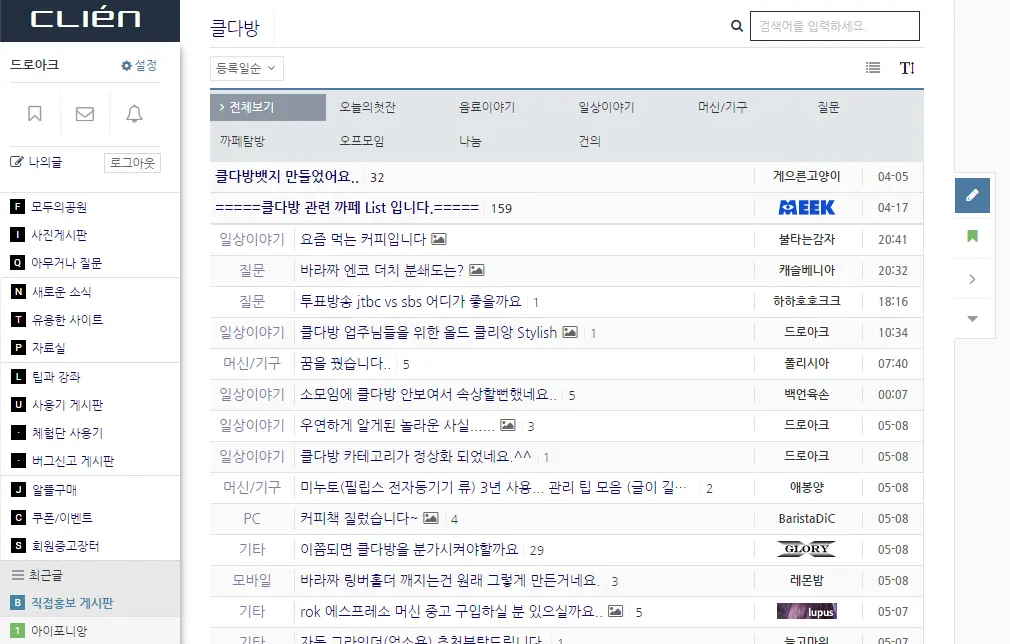 CLIÉN
드로아크 설정
나의글 로그아웃
F 모두의공원
I 사진게시판
Q 아무거나 질문
N 새로운 소식
T 유용한 사이트
P 자료실
L 팁과 강좌
U 사용기 게시판
· 체험단 사용기
· 버그신고 게시판
J 알뜰구매
C 쿠폰/이벤트
S 회원중고장터
최근글
B 직접홍보 게시판
1 아이포니앙
클다방
검색어를 입력하세요.
등록일순
T
> 전체보기 오늘의첫잔 음료이야기 일상이야기 머신/기구 질문
까페탐방 오프모임 나눔 건의
클다방뱃지 만들었어요.. 32 게으른고양이 04-05
=====클다방 관련 까페 List 입니다.===== 159 MEEK 04-17
일상이야기 요즘 먹는 커피입니다 불타는감자 20:41
질문 바라짜 엔코 더치 분쇄도는? 캐슬베니아 20:32
질문 투표방송 jtbc vs sbs 어디가 좋을까요 1 하하호호크크 18:16
일상이야기 클다방 업주님들을 위한 올드 클리앙 Stylish 1 드로아크 10:34
머신/기구 꿈을 꿨습니다.. 5 폴리시아 07:40
일상이야기 소모임에 클다방 안보여서 속상할뻔했네요.. 5 백언육손 00:07
일상이야기 우연하게 알게된 놀라운 사실...... 3 드로아크 05-08
일상이야기 클다방 카테고리가 정상화 되었네요.^^ 1 드로아크 05-08
머신/기구 미누토(필립스 전자동기기 류) 3년 사용... 관리 팁 모음 (글이 길… 2 애봉양 05-08
PC 커피책 질렀습니다~ 4 BaristaDiC 05-08
기타 이쯤되면 클다방을 분가시켜야할까요 29 GLORY 05-08
모바일 바라짜 링버홀더 깨지는건 원래 그렇게 만든거네요. 3 레몬밤 05-08
기타 rok 에스프레소 머신 중고 구입하실 분 있으실까요.. 5 lupus 05-07
기타 자동 그라인더(업소용) 추천부탁드립니다. 1 05-07